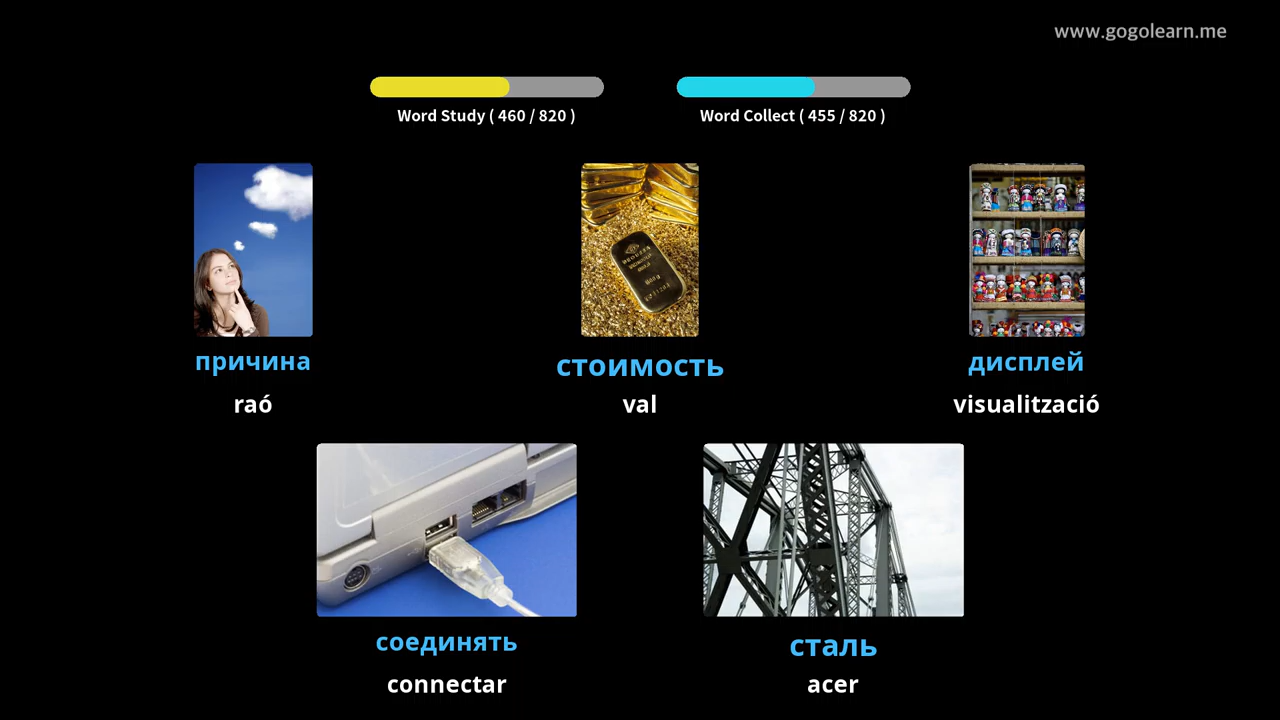 www.gogolearn.me
Word Study ( 460 / 820 )
Word Collect ( 455 / 820 )
причина
стоимость
дисплей
raó
val
visualització
соединять
сталь
connectar
acer